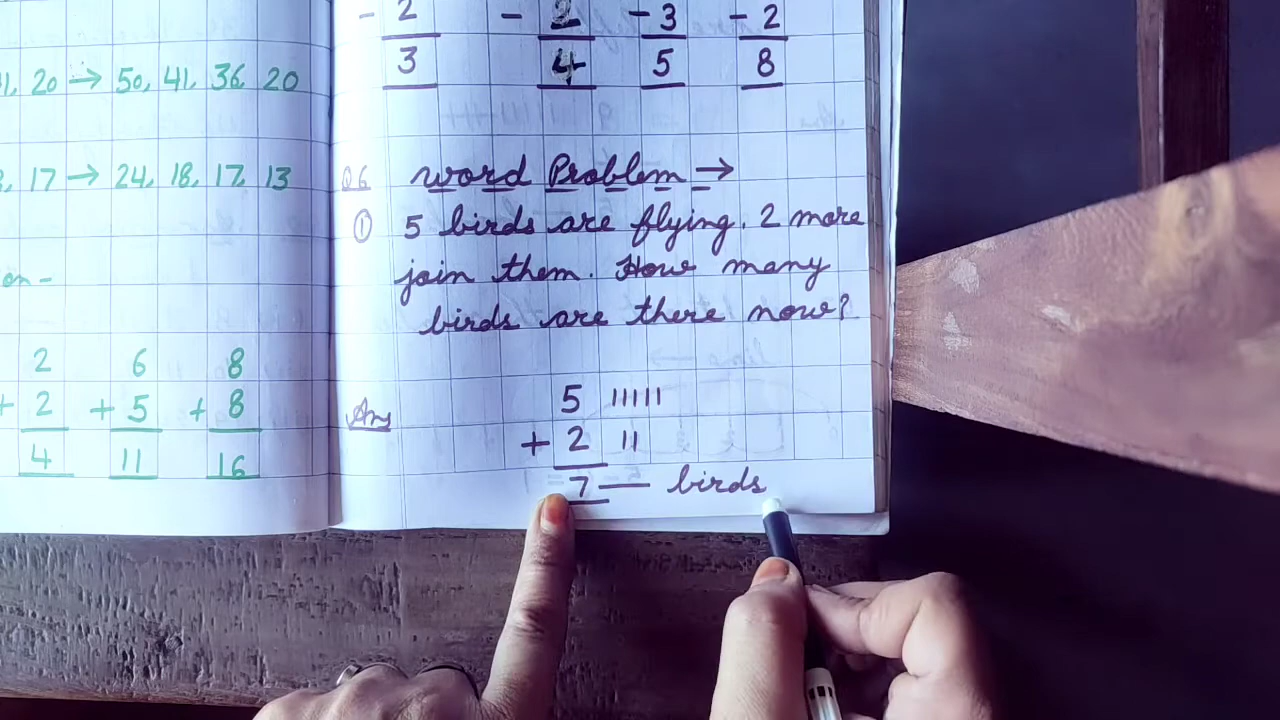 1, 20 → 50, 41, 36, 20
, 17 → 24, 18, 17, 13
on-
2 6 8
+ 2 + 5 + 8
4 11 16
- 2 - 2 - 3 - 2
3 4 5 8
Q6 word Problem →
① 5 birds are flying. 2 more
join them. How many
birds are there now?
Ans 5 11111
+ 2 11
7 — birds